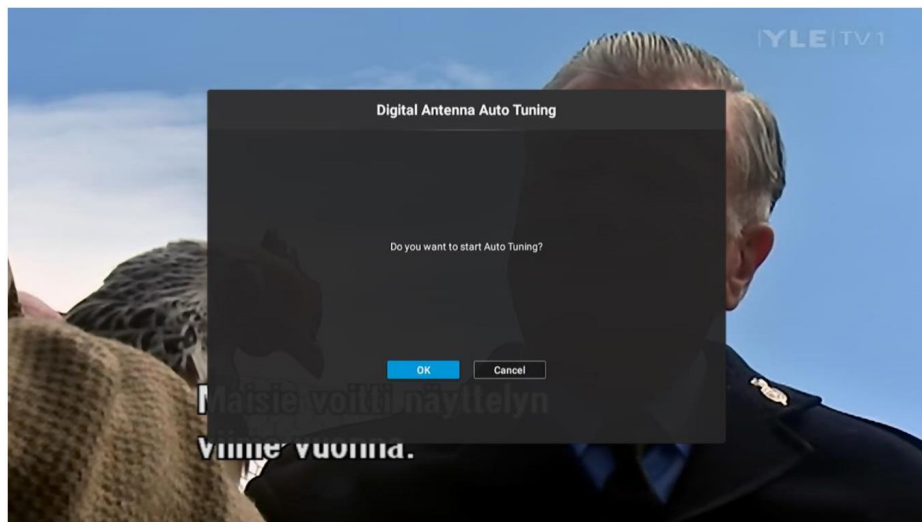 YLE TV1
Digital Antenna Auto Tuning
Do you want to start Auto Tuning?
OK
Cancel
Maisie voitti näyttelyn
viime vuonna.